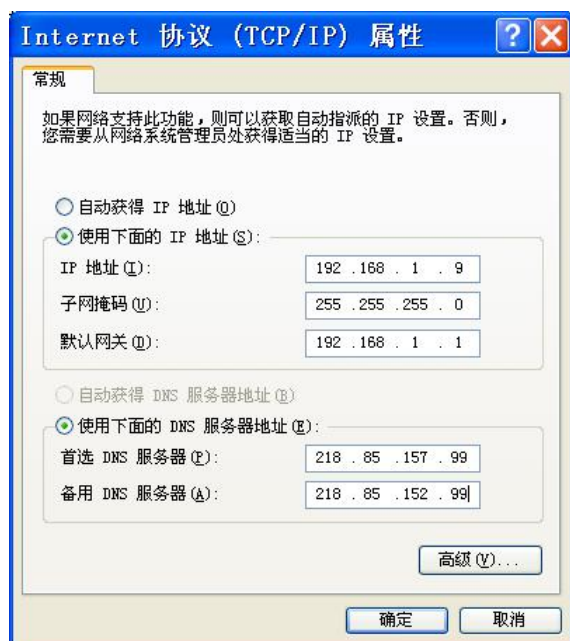 Internet 协议 (TCP/IP) 属性
常规
如果网络支持此功能，则可以获取自动指派的 IP 设置。否则，
您需要从网络系统管理员处获得适当的 IP 设置。
自动获得 IP 地址(O)
使用下面的 IP 地址(S):
IP 地址(I): 192 .168 . 1 . 9
子网掩码(U): 255 .255 .255 . 0
默认网关(D): 192 .168 . 1 . 1
自动获得 DNS 服务器地址(B)
使用下面的 DNS 服务器地址(E):
首选 DNS 服务器(P): 218 . 85 .157 . 99
备用 DNS 服务器(A): 218 . 85 .152 . 99
高级(V)...
确定 取消